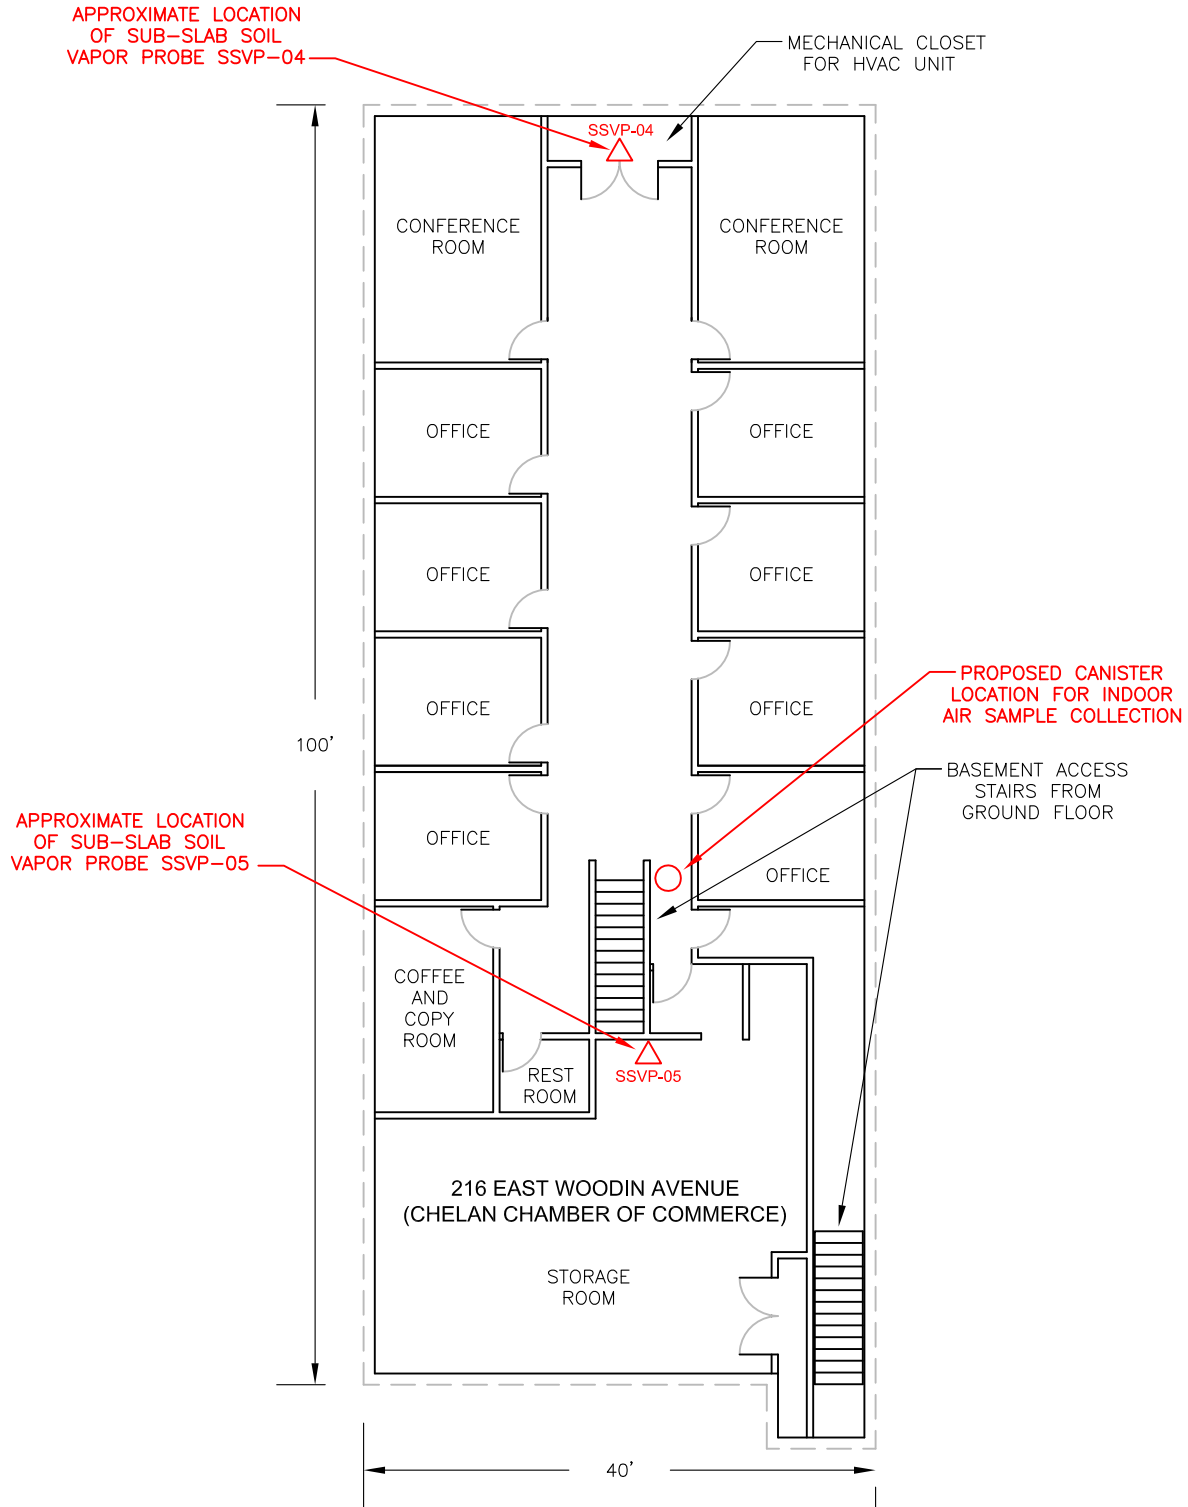 APPROXIMATE LOCATION
OF SUB-SLAB SOIL
VAPOR PROBE SSVP-04
MECHANICAL CLOSET
FOR HVAC UNIT
SSVP-04
CONFERENCE
ROOM
CONFERENCE
ROOM
OFFICE
OFFICE
OFFICE
OFFICE
PROPOSED CANISTER
LOCATION FOR INDOOR
AIR SAMPLE COLLECTION
OFFICE
OFFICE
100'
BASEMENT ACCESS
STAIRS FROM
GROUND FLOOR
APPROXIMATE LOCATION
OF SUB-SLAB SOIL
VAPOR PROBE SSVP-05
OFFICE
OFFICE
COFFEE
AND
COPY
ROOM
REST
ROOM
SSVP-05
216 EAST WOODIN AVENUE
(CHELAN CHAMBER OF COMMERCE)
STORAGE
ROOM
40'